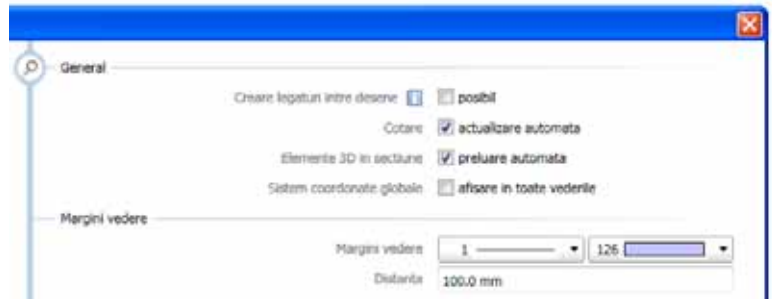 General
Creare legaturi intre desene posibil
Cotare actualizare automata
Elemente 3D in sectiune preluare automata
Sistem coordonate globale afisare in toate vederile
Margini vedere
Margini vedere 1 126
Distanta 100.0 mm